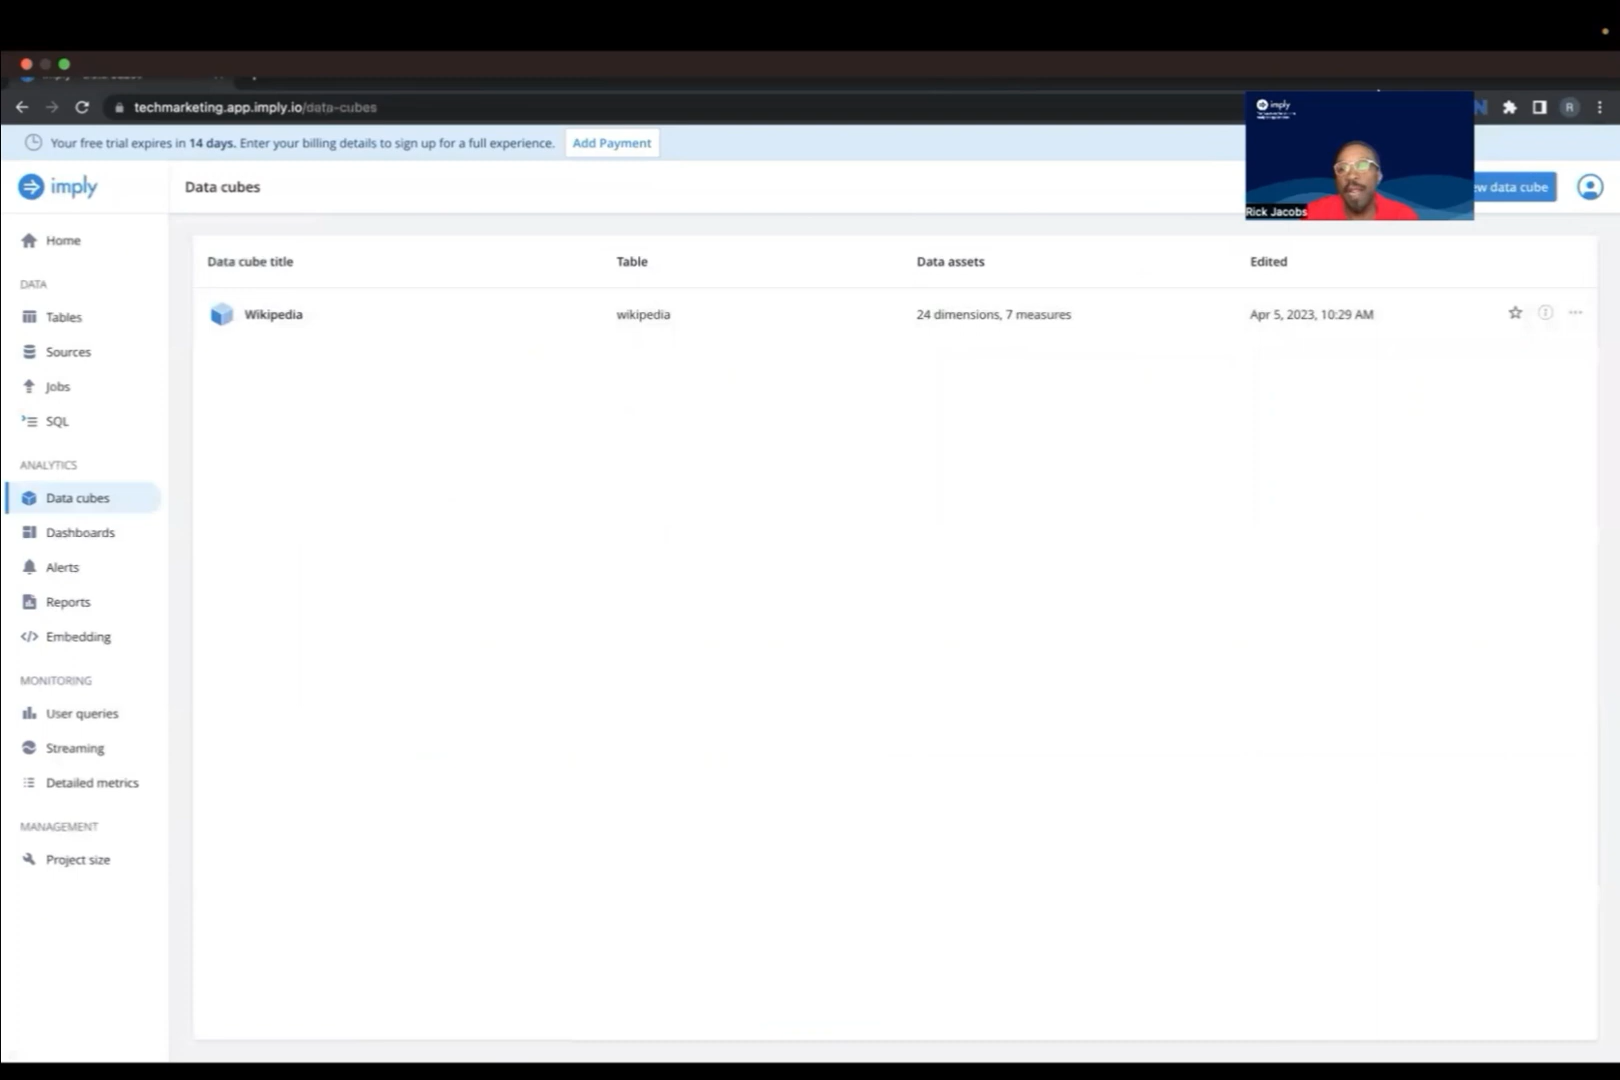 techmarketing.app.imply.io/data-cubes
Your free trial expires in 14 days. Enter your billing details to sign up for a full experience.
Add Payment
imply
Data cubes
imply
Rick Jacobs
data cube
Home
DATA
Tables
Sources
Jobs
SQL
ANALYTICS
Data cubes
Dashboards
Alerts
Reports
Embedding
MONITORING
User queries
Streaming
Detailed metrics
MANAGEMENT
Project size
Data cube title
Table
Data assets
Edited
Wikipedia
wikipedia
24 dimensions, 7 measures
Apr 5, 2023, 10:29 AM